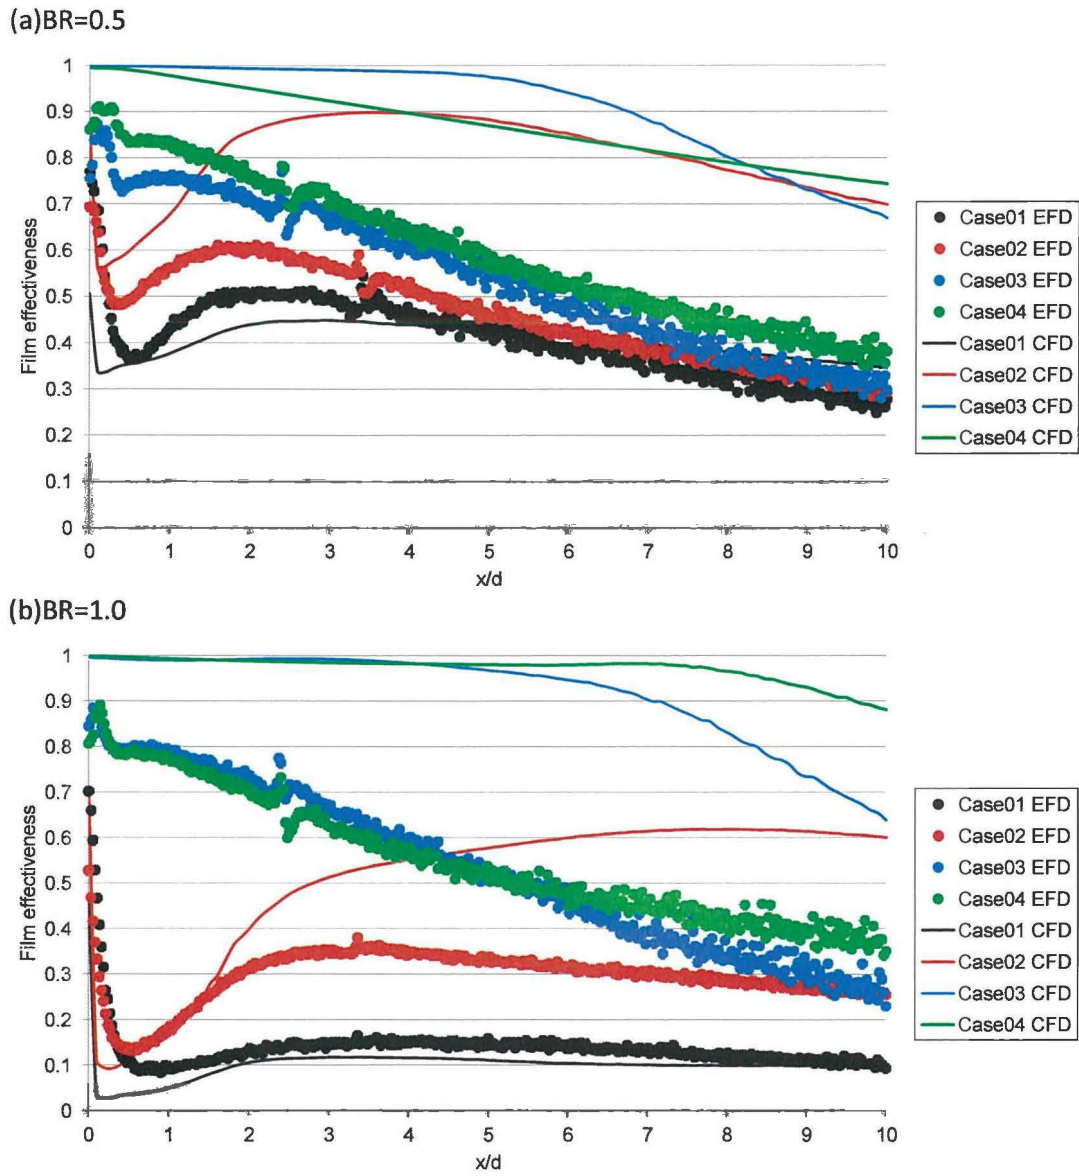 (a)BR=0.5
1
0.9
0.8
0.7
0.6
0.5
0.4
0.3
0.2
0.1
0
Film effectiveness
0 1 2 3 4 5 6 7 8 9 10
x/d
Case01 EFD
Case02 EFD
Case03 EFD
Case04 EFD
Case01 CFD
Case02 CFD
Case03 CFD
Case04 CFD
(b)BR=1.0
1
0.9
0.8
0.7
0.6
0.5
0.4
0.3
0.2
0.1
0
Film effectiveness
0 1 2 3 4 5 6 7 8 9 10
x/d
Case01 EFD
Case02 EFD
Case03 EFD
Case04 EFD
Case01 CFD
Case02 CFD
Case03 CFD
Case04 CFD